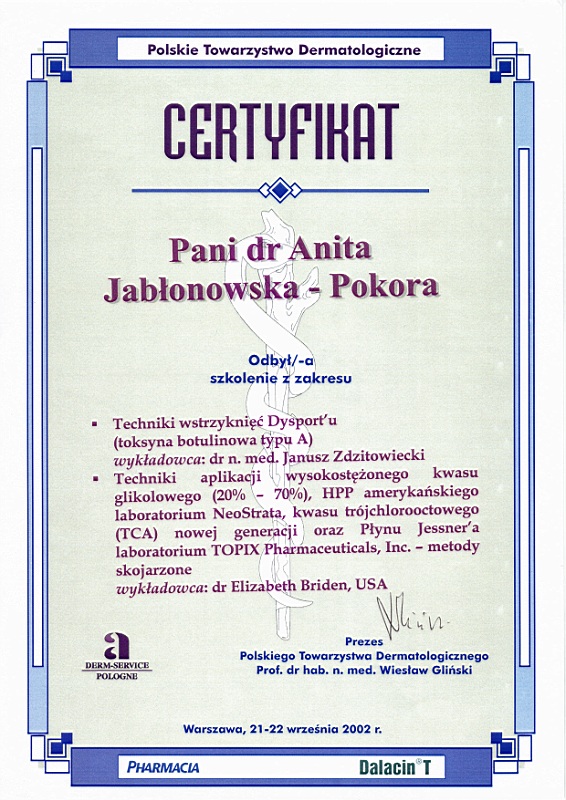 Polskie Towarzystwo Dermatologiczne
CERTYFIKAT
Pani dr Anita
Jabłonowska - Pokora
Odbył/-a
szkolenie z zakresu
▪ Techniki wstrzyknięć Dysport'u
(toksyna botulinowa typu A)
wykładowca: dr n. med. Janusz Zdzitowiecki
▪ Techniki aplikacji wysokostężonego kwasu
glikolowego (20% – 70%), HPP amerykańskiego
laboratorium NeoStrata, kwasu trójchlorooctowego
(TCA) nowej generacji oraz Płynu Jessner'a
laboratorium TOPIX Pharmaceuticals, Inc. – metody
skojarzone
wykładowca: dr Elizabeth Briden, USA
a
DERM-SERVICE
POLOGNE
Prezes
Polskiego Towarzystwa Dermatologicznego
Prof. dr hab. n. med. Wiesław Gliński
Warszawa, 21-22 września 2002 r.
PHARMACIA
Dalacin® T